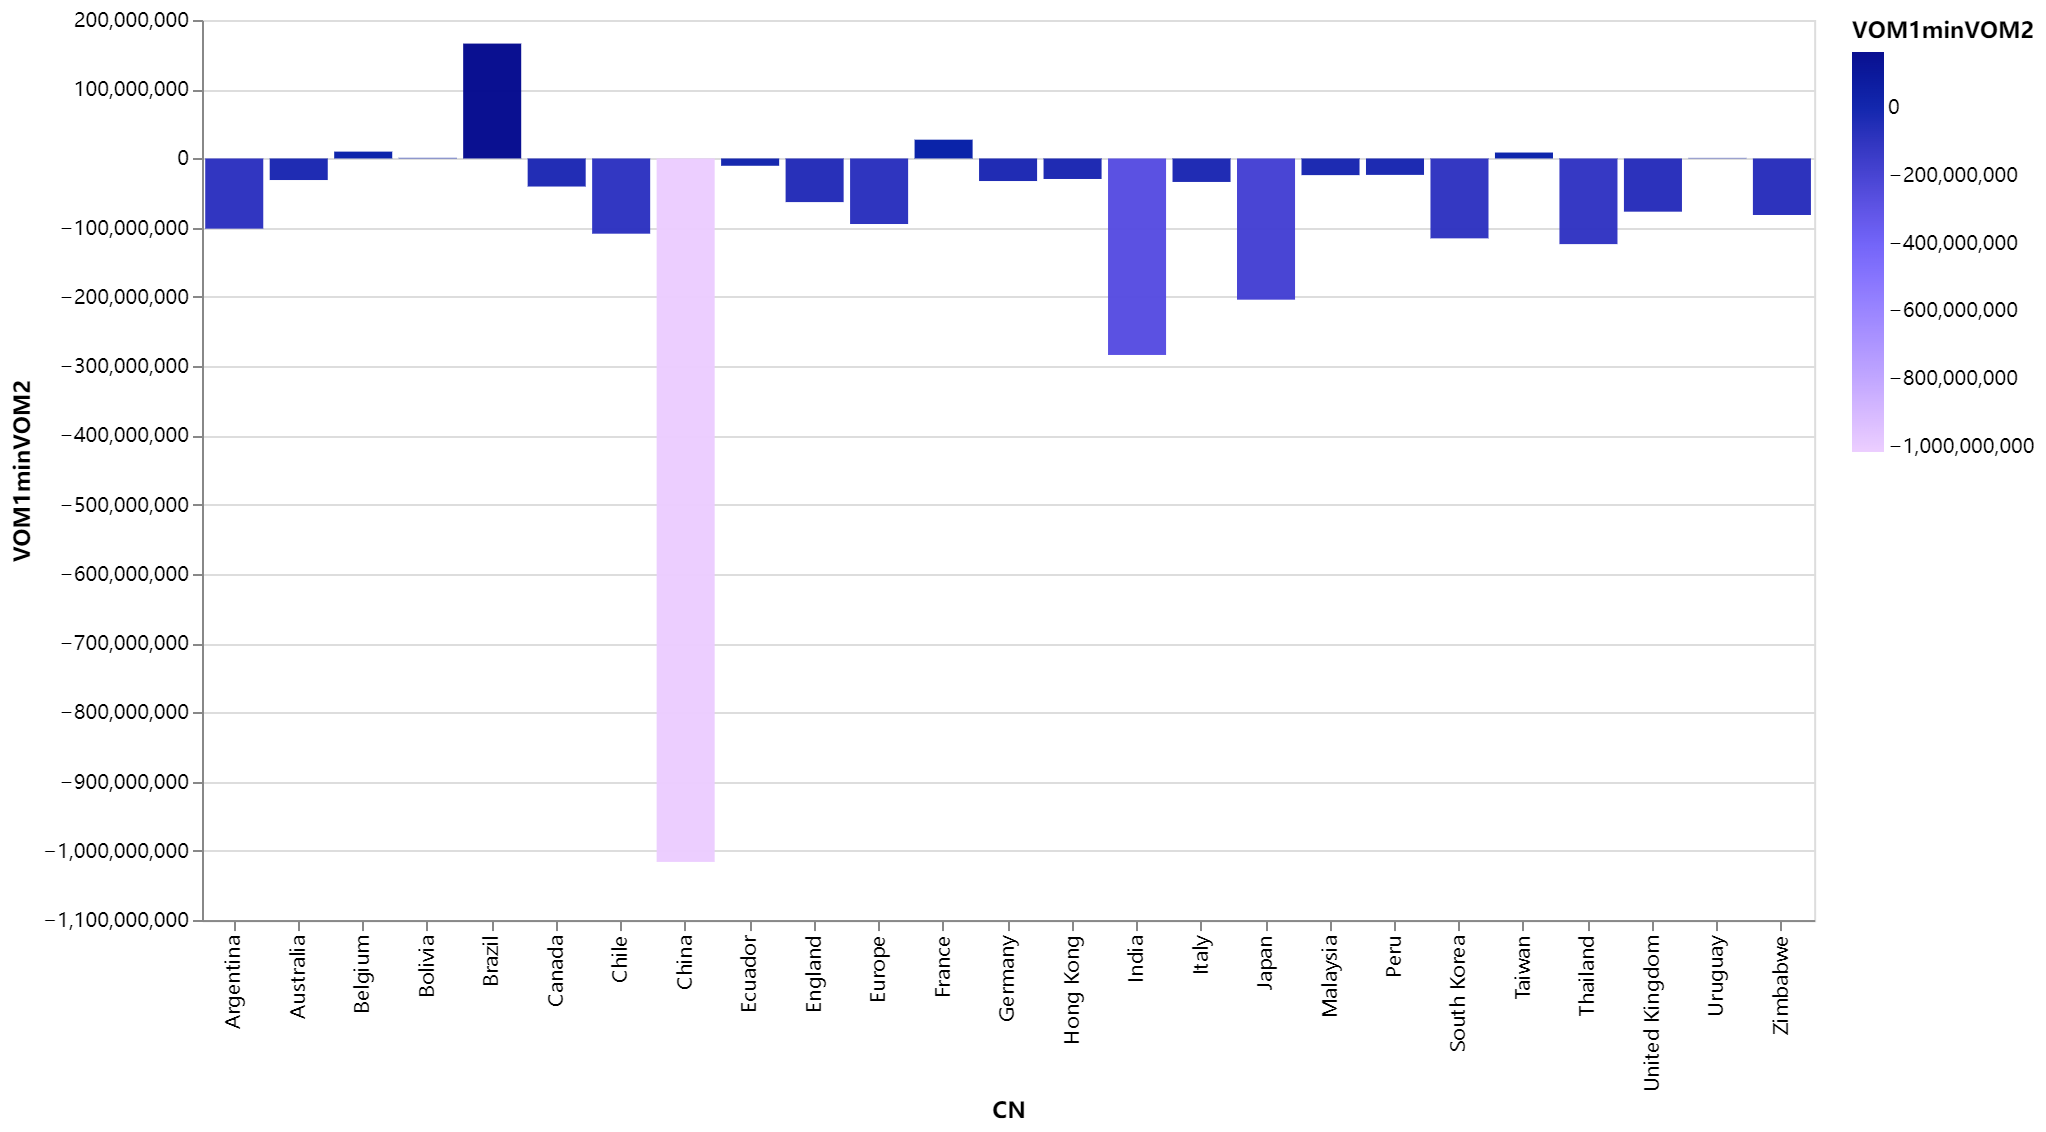 200,000,000
100,000,000
0
−100,000,000
−200,000,000
−300,000,000
−400,000,000
−500,000,000
−600,000,000
−700,000,000
−800,000,000
−900,000,000
−1,000,000,000
−1,100,000,000
VOM1minVOM2
Argentina
Australia
Belgium
Bolivia
Brazil
Canada
Chile
China
Ecuador
England
Europe
France
Germany
Hong Kong
India
Italy
Japan
Malaysia
Peru
South Korea
Taiwan
Thailand
United Kingdom
Uruguay
Zimbabwe
CN
VOM1minVOM2
0
−200,000,000
−400,000,000
−600,000,000
−800,000,000
−1,000,000,000